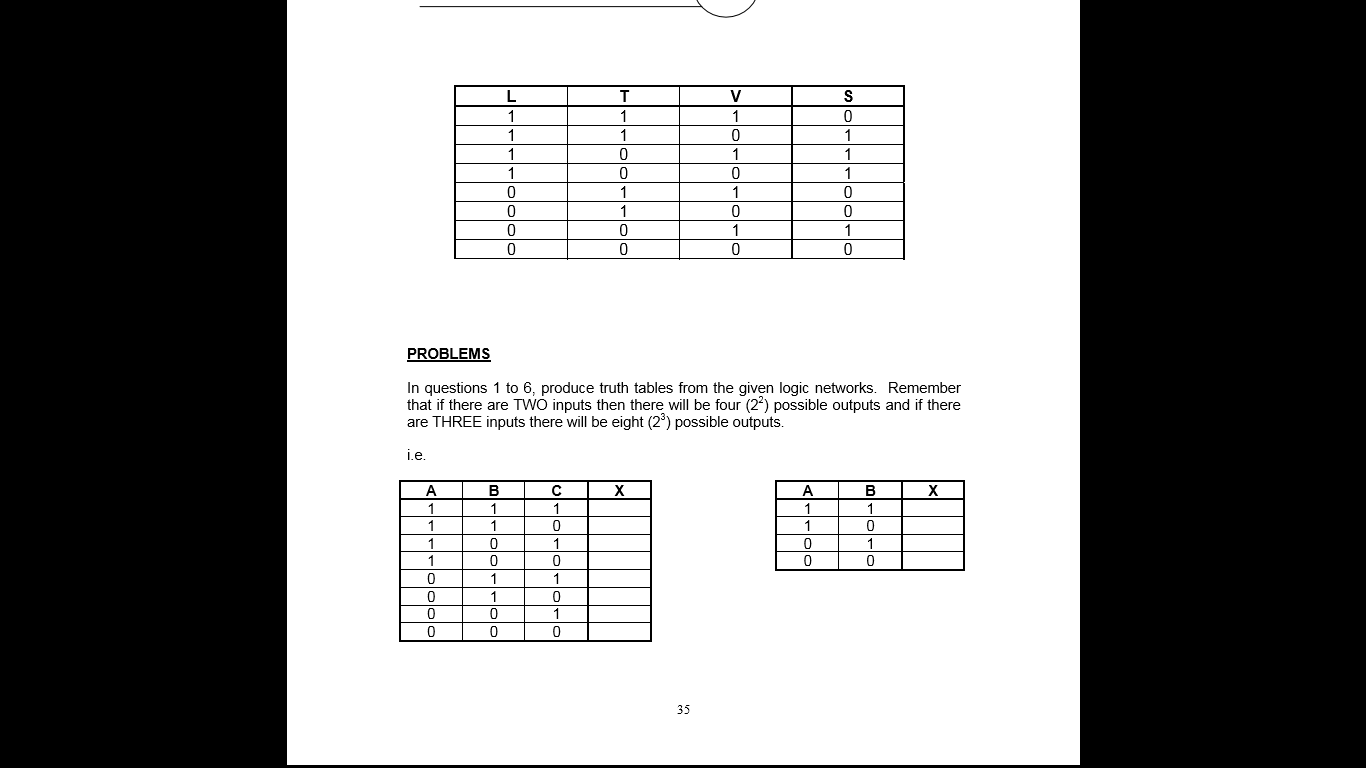 L T V S
1 1 1 0
1 1 0 1
1 0 1 1
1 0 0 1
0 1 1 0
0 1 0 0
0 0 1 1
0 0 0 0
PROBLEMS
In questions 1 to 6, produce truth tables from the given logic networks. Remember
that if there are TWO inputs then there will be four (2²) possible outputs and if there
are THREE inputs there will be eight (2³) possible outputs.
i.e.
A B C X
1 1 1
1 1 0
1 0 1
1 0 0
0 1 1
0 1 0
0 0 1
0 0 0
A B X
1 1
1 0
0 1
0 0
35